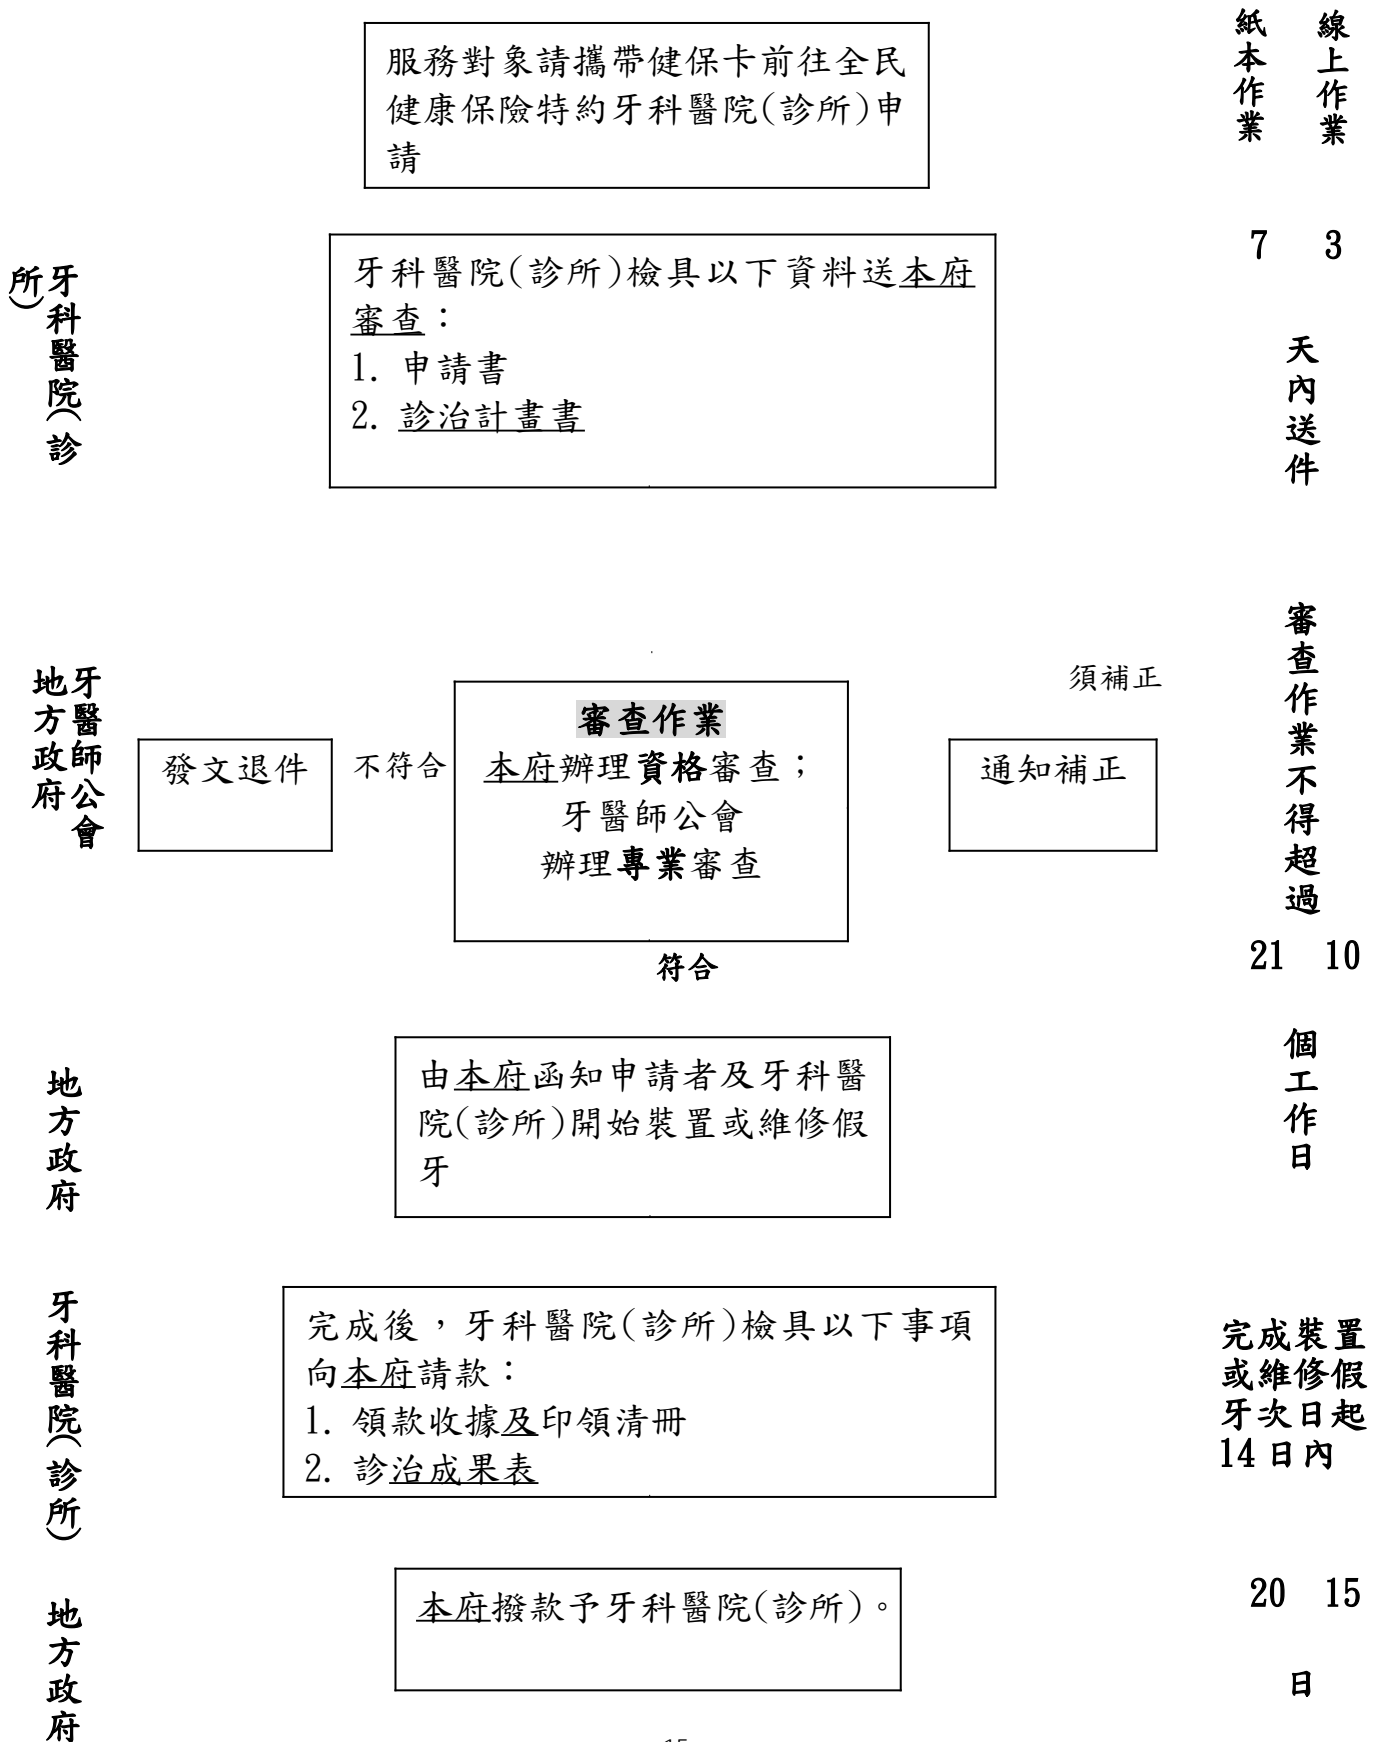 紙本作業
線上作業
服務對象請攜帶健保卡前往全民
健康保險特約牙科醫院(診所)申
請
牙科醫院(診
所)
牙科醫院(診所)檢具以下資料送本府
審查：
1. 申請書
2. 診治計畫書
7 3
天內送件
牙醫師公會
地方政府
發文退件
不符合
審查作業
本府辦理資格審查；
牙醫師公會
辦理專業審查
須補正
通知補正
符合
審查作業不得超過
21 10
個工作日
地方政府
由本府函知申請者及牙科醫
院(診所)開始裝置或維修假
牙
牙科醫院(診所)
完成後，牙科醫院(診所)檢具以下事項
向本府請款：
1. 領款收據及印領清冊
2. 診治成果表
完成裝置
或維修假
牙次日起
14日內
地方政府
本府撥款予牙科醫院(診所)。
20 15
日